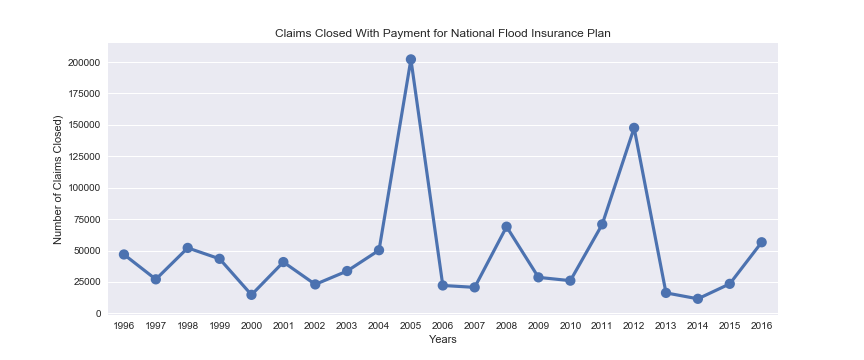 Claims Closed With Payment for National Flood Insurance Plan
Number of Claims Closed)
200000
175000
150000
125000
100000
75000
50000
25000
0
1996 1997 1998 1999 2000 2001 2002 2003 2004 2005 2006 2007 2008 2009 2010 2011 2012 2013 2014 2015 2016
Years